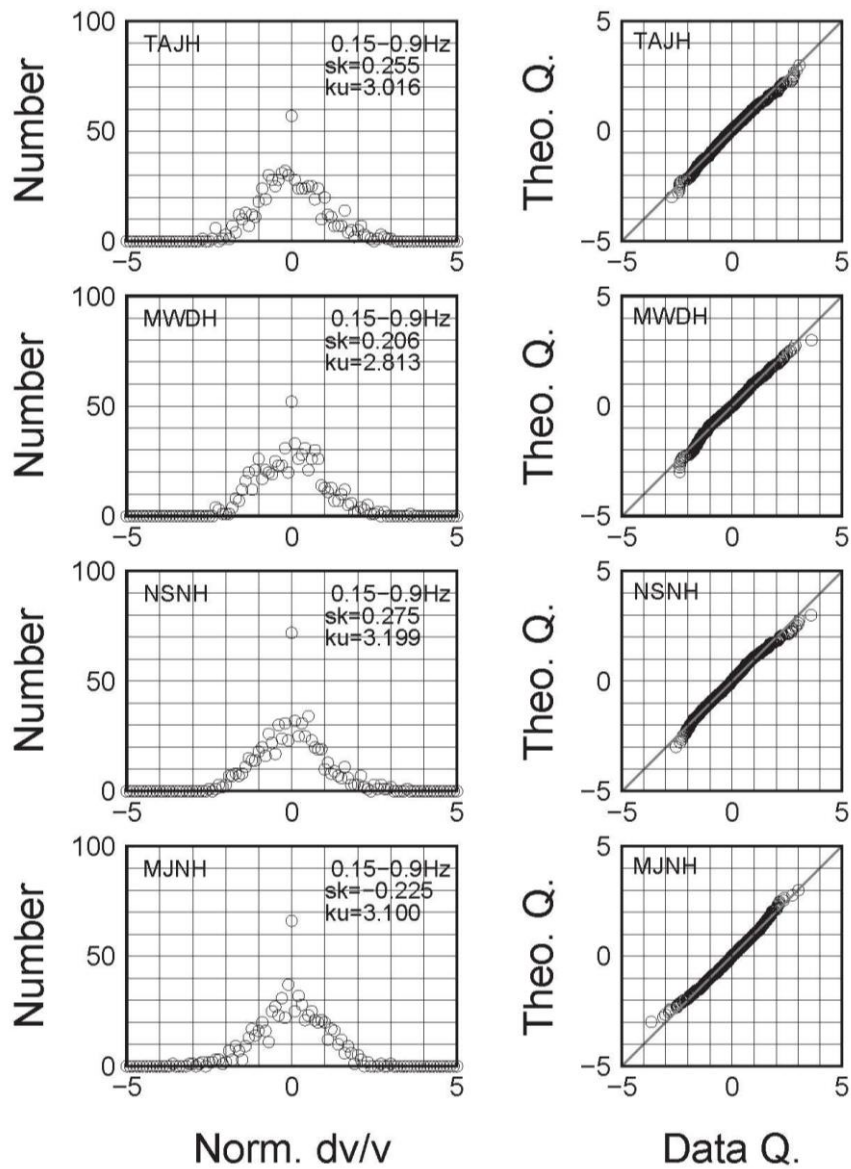 100
50
0
Number
TAJH
0.15−0.9Hz
sk=0.255
ku=3.016
−5 0 5
5
0
−5
Theo. Q.
TAJH
−5 0 5
100
50
0
Number
MWDH
0.15−0.9Hz
sk=0.206
ku=2.813
−5 0 5
5
0
−5
Theo. Q.
MWDH
−5 0 5
100
50
0
Number
NSNH
0.15−0.9Hz
sk=0.275
ku=3.199
−5 0 5
5
0
−5
Theo. Q.
NSNH
−5 0 5
100
50
0
Number
MJNH
0.15−0.9Hz
sk=−0.225
ku=3.100
−5 0 5
5
0
−5
Theo. Q.
MJNH
−5 0 5
Norm. dv/v
Data Q.